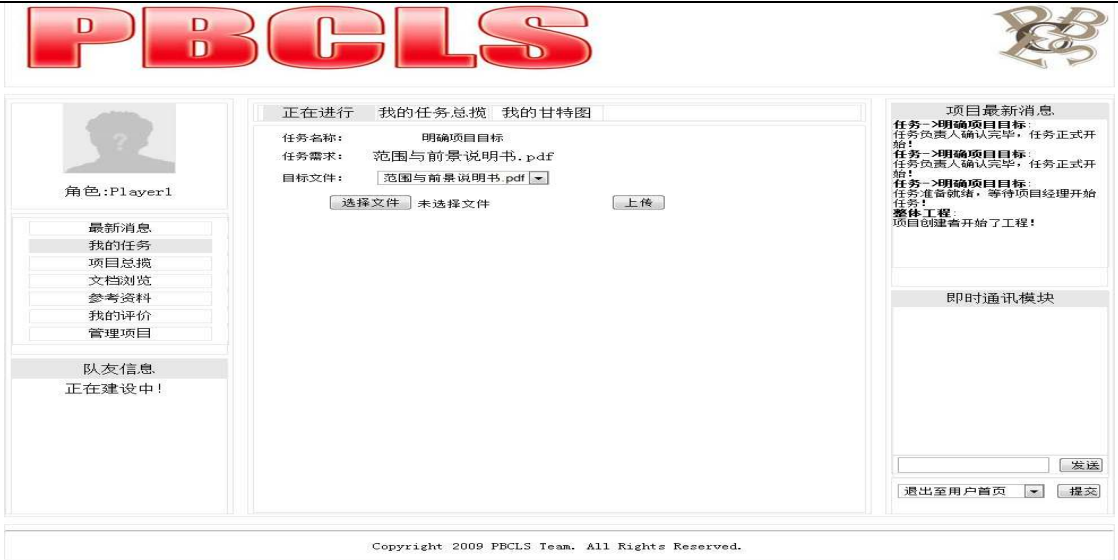 PBCLS
PBCLS
角色:Player1
最新消息
我的任务
项目总揽
文档浏览
参考资料
我的评价
管理项目
队友信息
正在建设中!
正在进行 我的任务总揽 我的甘特图
任务名称: 明确项目目标
任务需求: 范围与前景说明书.pdf
目标文件: 范围与前景说明书.pdf
选择文件 未选择文件 上传
项目最新消息
任务->明确项目目标:
任务负责人确认完毕,任务正式开
始!
任务->明确项目目标:
任务负责人确认完毕,任务正式开
始!
任务->明确项目目标:
任务准备就绪,等待项目经理开始
任务!
整体工程:
项目创建者开始了工程!
即时通讯模块
发送
退出至用户首页 提交
Copyright 2009 PBCLS Team. All Rights Reserved.